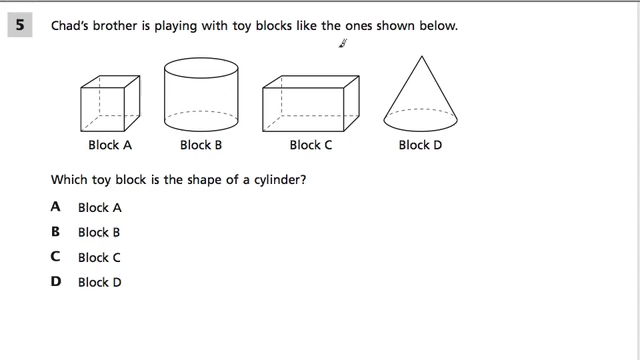 5 Chad's brother is playing with toy blocks like the ones shown below.
Block A Block B Block C Block D
Which toy block is the shape of a cylinder?
A Block A
B Block B
C Block C
D Block D